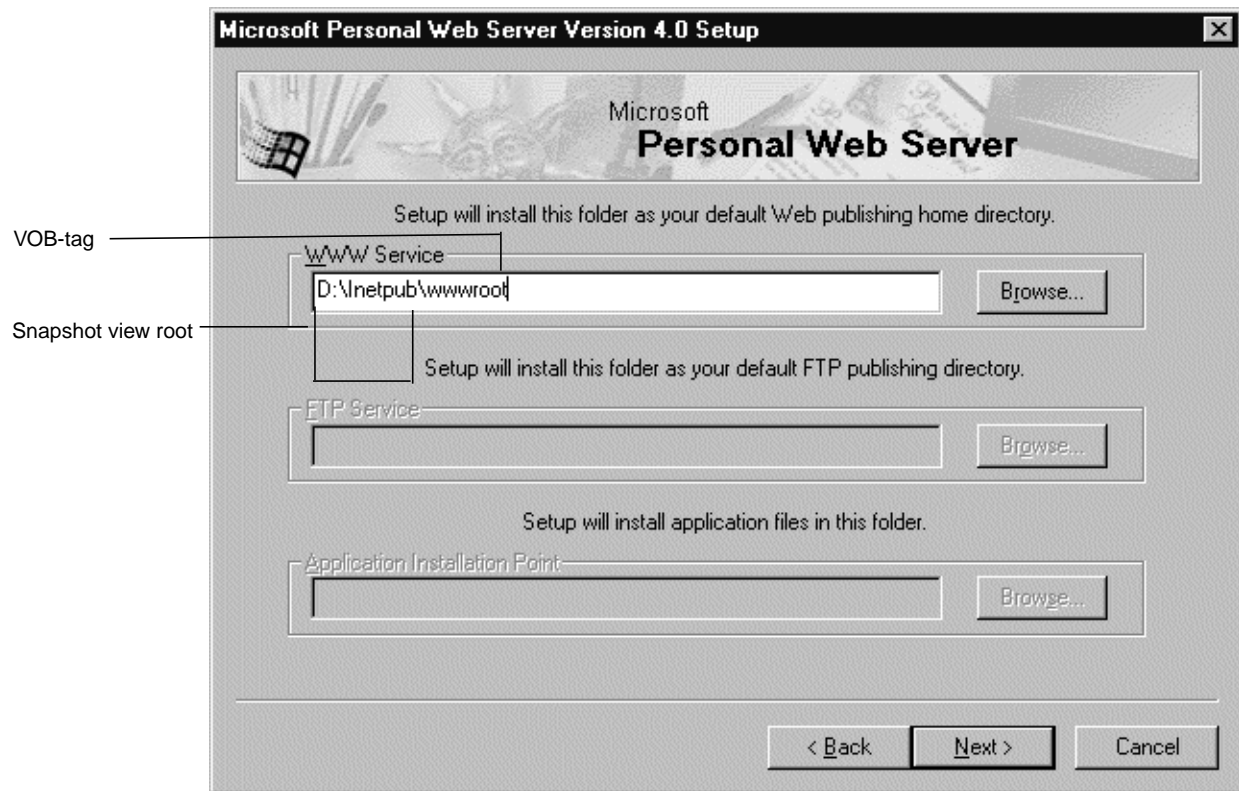 Microsoft Personal Web Server Version 4.0 Setup
Microsoft
Personal Web Server
Setup will install this folder as your default Web publishing home directory.
VOB-tag
WWW Service
D:\Inetpub\wwwroot
Browse...
Snapshot view root
Setup will install this folder as your default FTP publishing directory.
FTP Service
Browse...
Setup will install application files in this folder.
Application Installation Point
Browse...
< Back
Next >
Cancel